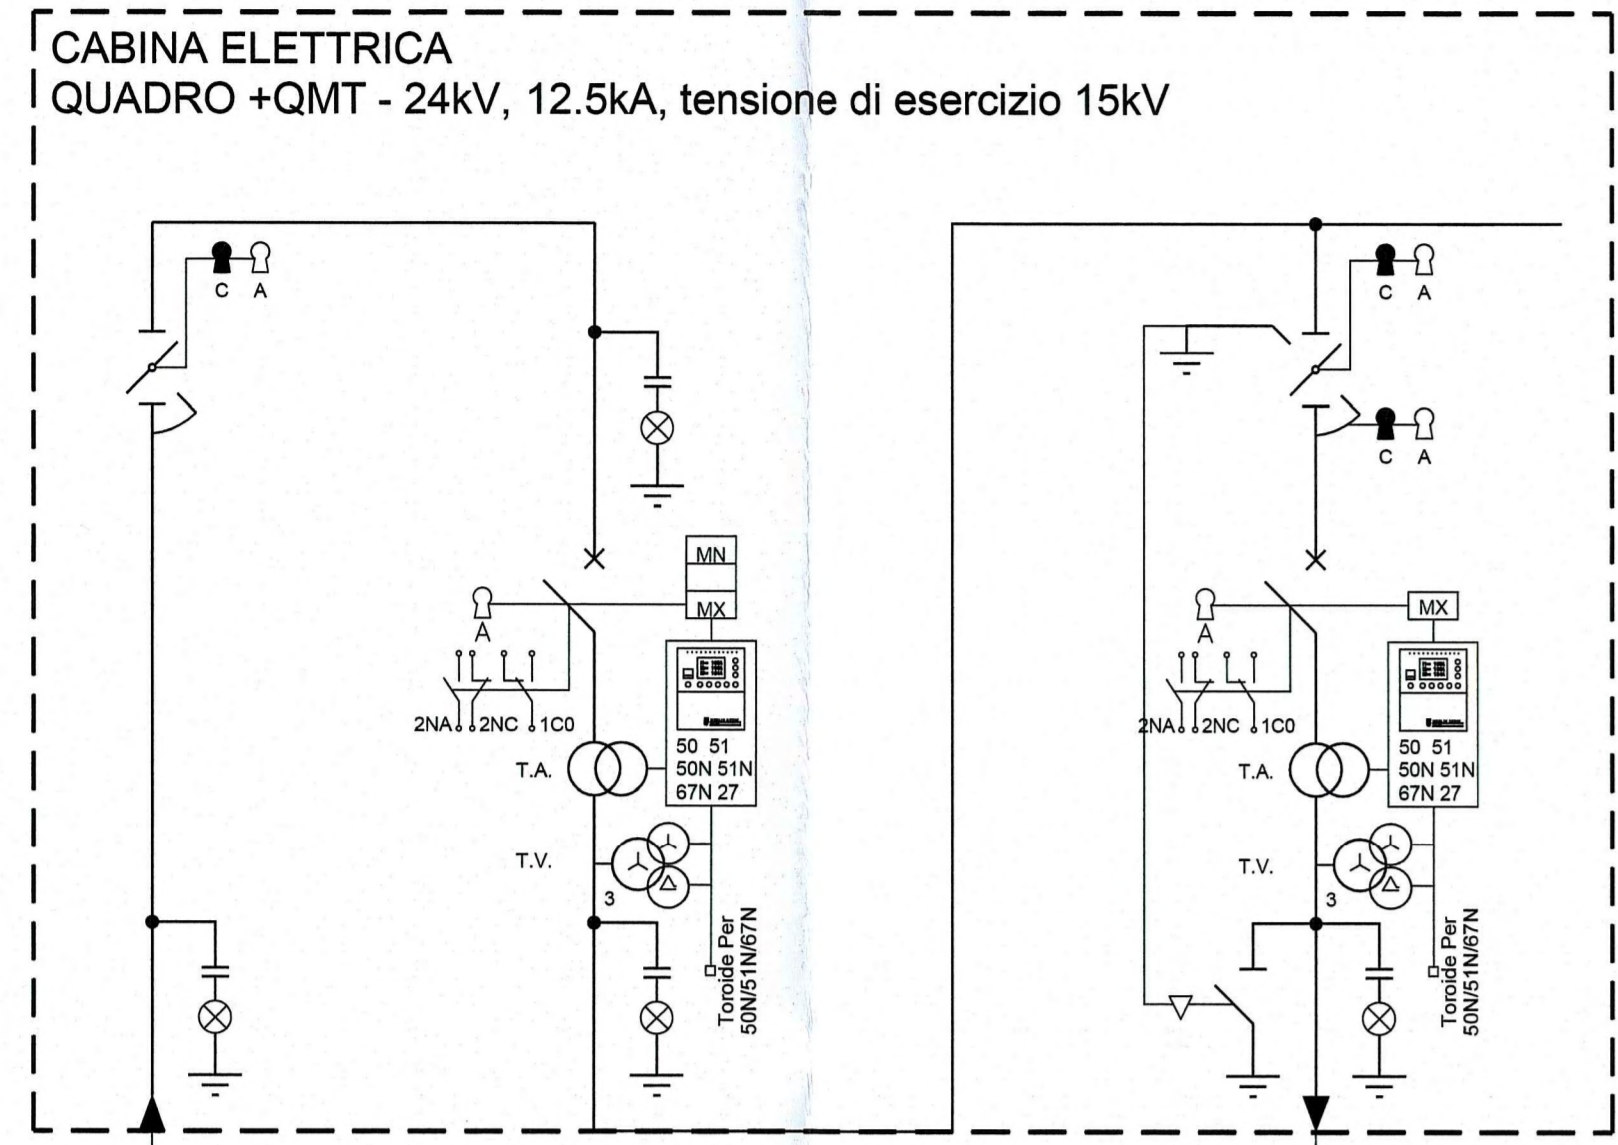 CABINA ELETTRICA
QUADRO +QMT - 24kV, 12.5kA, tensione di esercizio 15kV
C A
C A
C A
MN
MX
A
2NA 2NC 1C0
50 51
50N 51N
67N 27
T.A.
T.V.
3
Toroide Per
50N/51N/67N
MX
A
2NA 2NC 1C0
50 51
50N 51N
67N 27
T.A.
T.V.
3
Toroide Per
50N/51N/67N